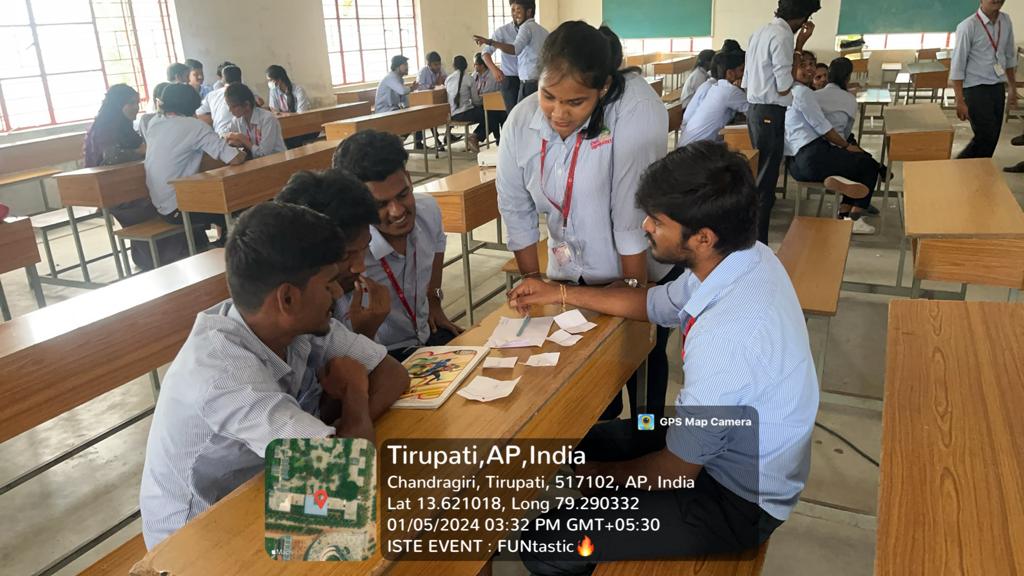 GPS Map Camera
Tirupati,AP,India
Chandragiri, Tirupati, 517102, AP, India
Lat 13.621018, Long 79.290332
01/05/2024 03:32 PM GMT+05:30
ISTE EVENT : FUNtastic🔥